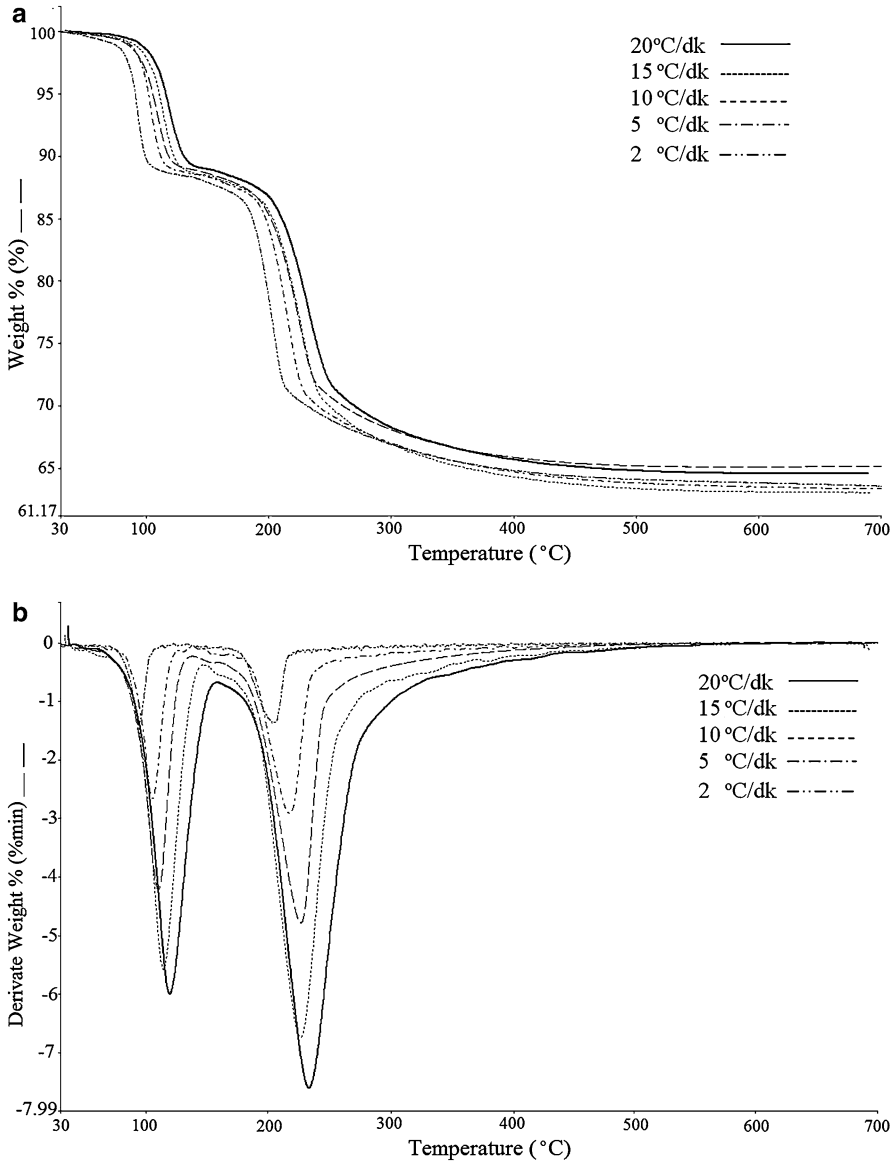 a
100
95
90
85
80
75
70
65
61.17
Weight % (%)
20ºC/dk
15 ºC/dk
10 ºC/dk
5 ºC/dk
2 ºC/dk
30 100 200 300 400 500 600 700
Temperature (°C)
b
0
-1
-2
-3
-4
-5
-6
-7
-7.99
Derivate Weight % (%min)
20ºC/dk
15 ºC/dk
10 ºC/dk
5 ºC/dk
2 ºC/dk
30 100 200 300 400 500 600 700
Temperature (°C)